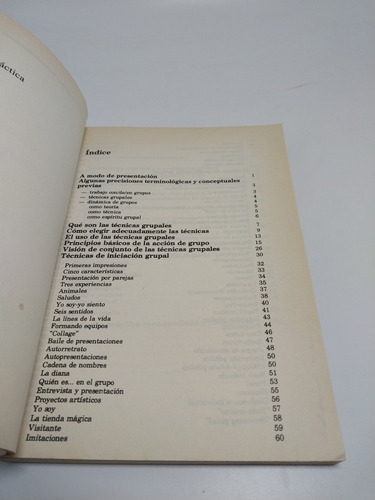 áctica
Índice
A modo de presentación 1
Algunas precisiones terminológicas y conceptuales
previas 3
— trabajo con/de/en grupos 3
— técnicas grupales 4
— dinámica de grupos 4
como teoría 5
como técnica 5
como espíritu grupal 6
Qué son las técnicas grupales 7
Cómo elegir adecuadamente las técnicas 9
El uso de las técnicas grupales 13
Principios básicos de la acción de grupo 15
Visión de conjunto de las técnicas grupales 26
Técnicas de iniciación grupal 30
Primeras impresiones 32
Cinco características 33
Presentación por parejas 34
Tres experiencias 35
Animales 37
Saludos 38
Yo soy-yo siento 40
Seis sentidos 41
La línea de la vida 43
Formando equipos 44
"Collage" 46
Baile de presentaciones 47
Autorretrato 48
Autopresentaciones 50
Cadena de nombres 50
La diana 51
Quién es... en el grupo 53
Entrevista y presentación 55
Proyectos artísticos 56
Yo soy 57
La tienda mágica 58
Visitante 59
Imitaciones 60